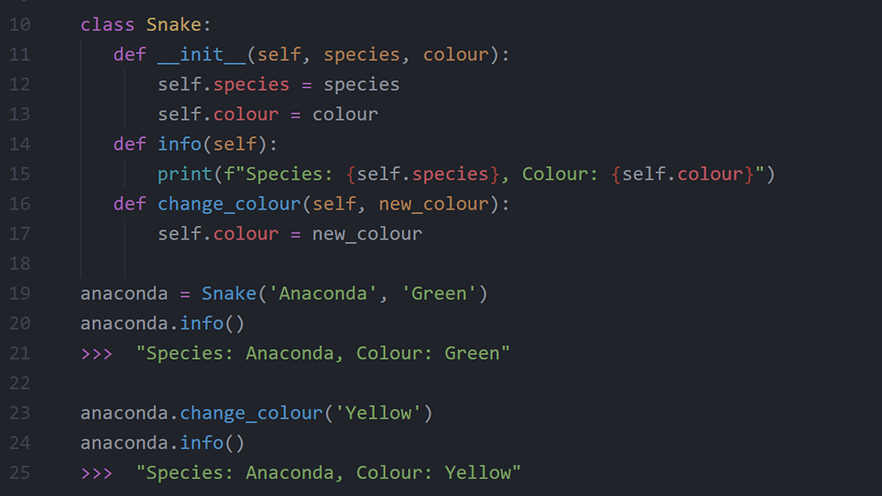 10 class Snake:
11 def __init__(self, species, colour):
12 self.species = species
13 self.colour = colour
14 def info(self):
15 print(f"Species: {self.species}, Colour: {self.colour}")
16 def change_colour(self, new_colour):
17 self.colour = new_colour
18
19 anaconda = Snake('Anaconda', 'Green')
20 anaconda.info()
21 >>> "Species: Anaconda, Colour: Green"
22
23 anaconda.change_colour('Yellow')
24 anaconda.info()
25 >>> "Species: Anaconda, Colour: Yellow"